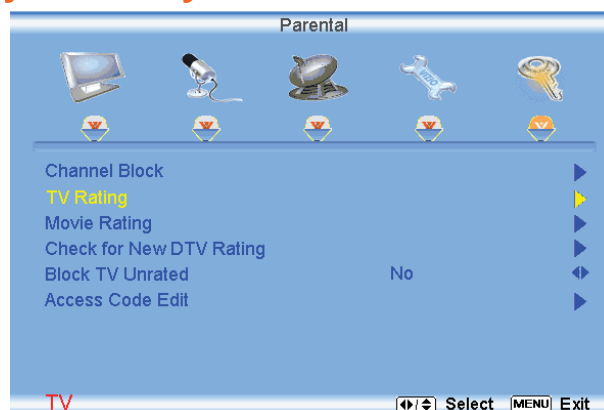 Parental
VIZIO
Channel Block
TV Rating
Movie Rating
Check for New DTV Rating
Block TV Unrated No
Access Code Edit
TV Select MENU Exit